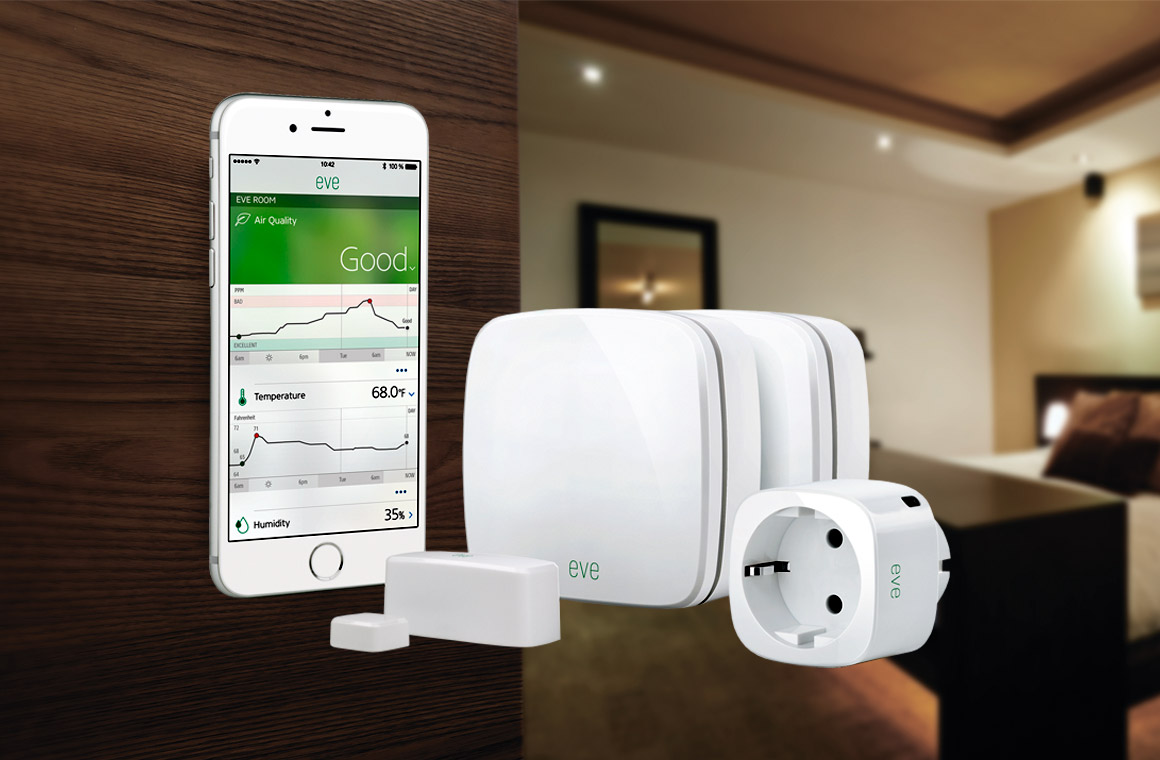 10:42
100 %
eve
EVE ROOM
Air Quality
Good
PPM DAY
BAD
Good
EXCELLENT
6am 6pm Tue 6am NOW
Temperature 68.0°F
Fahrenheit DAY
72 71
68 65 68
64
6am 6pm Tue 6am NOW
Humidity 35%
eve
eve